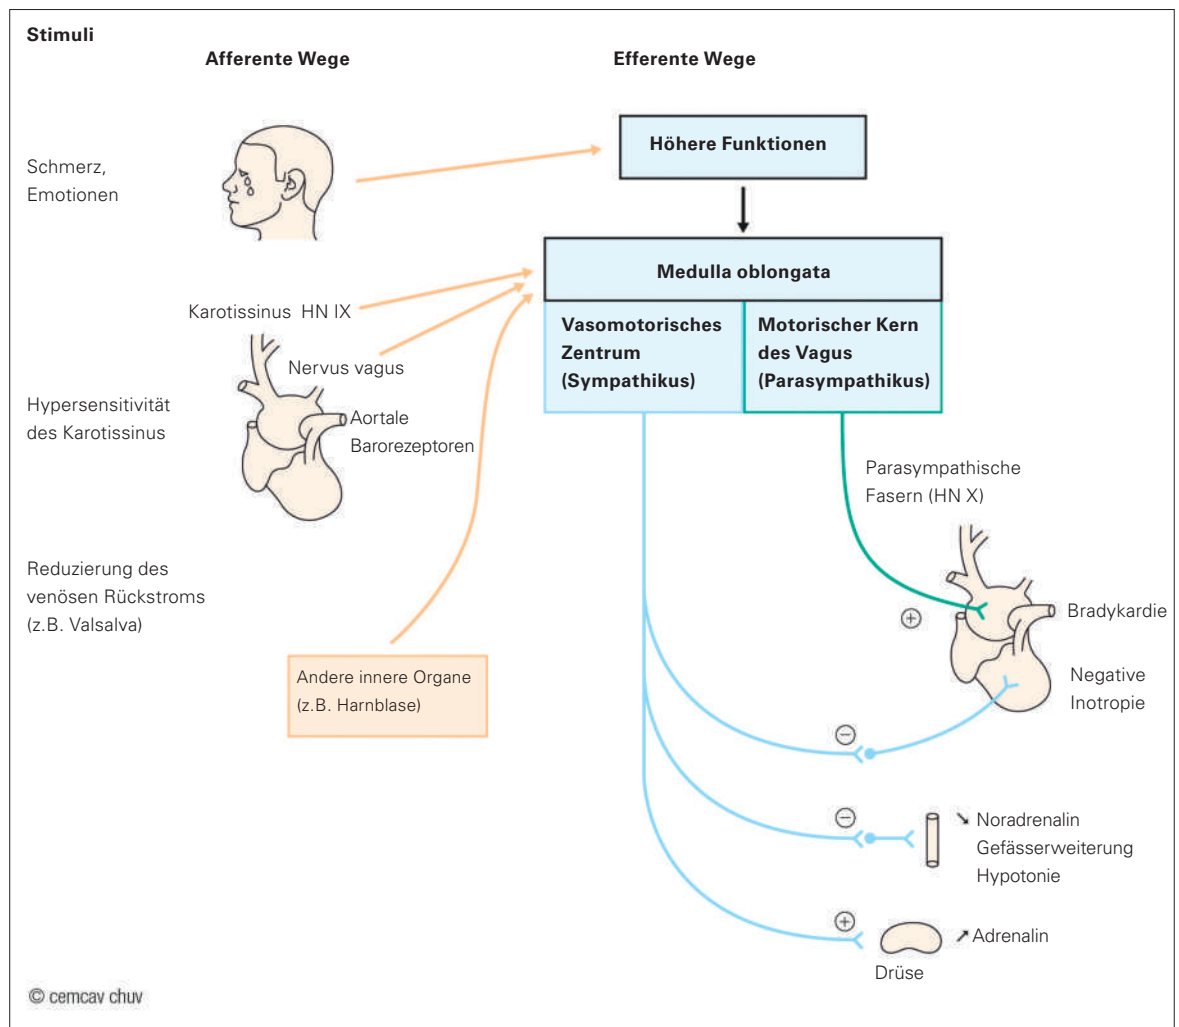 Stimuli
Afferente Wege
Efferente Wege
Schmerz,
Emotionen
Höhere Funktionen
Medulla oblongata
Vasomotorisches
Zentrum
(Sympathikus)
Motorischer Kern
des Vagus
(Parasympathikus)
Karotissinus HN IX
Nervus vagus
Hypersensitivität
des Karotissinus
Aortale
Barorezeptoren
Parasympathische
Fasern (HN X)
Reduzierung des
venösen Rückstroms
(z.B. Valsalva)
Andere innere Organe
(z.B. Harnblase)
+
Bradykardie
Negative
Inotropie
−
−
➘ Noradrenalin
Gefässerweiterung
Hypotonie
+
➚ Adrenalin
Drüse
© cemcav chuv